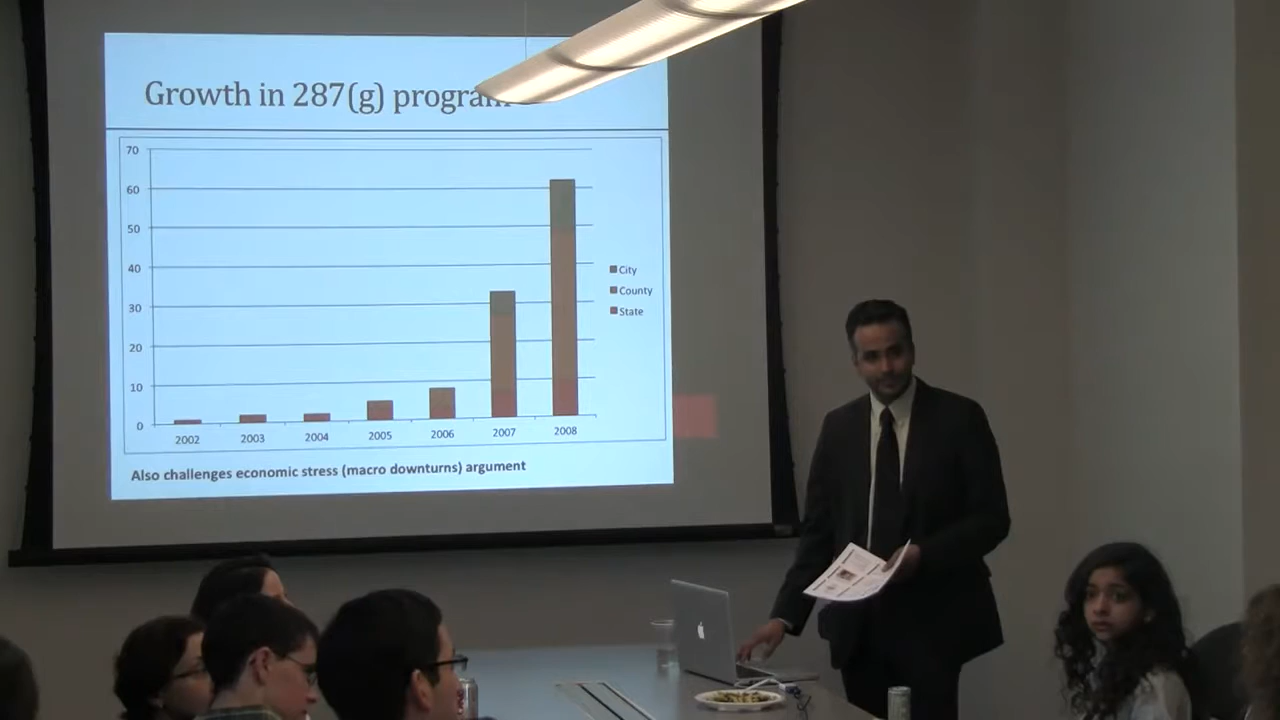 Growth in 287(g) program
70
60
50
40
30
20
10
0
2002 2003 2004 2005 2006 2007 2008
City
County
State
Also challenges economic stress (macro downturns) argument